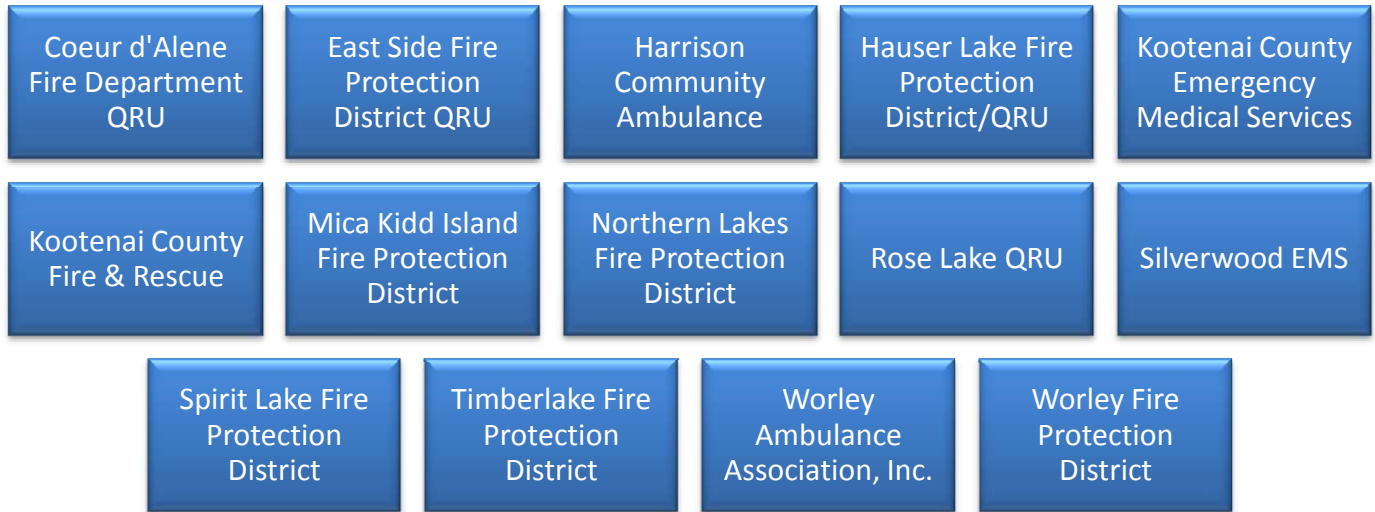 Coeur d'Alene
Fire Department
QRU
East Side Fire
Protection
District QRU
Harrison
Community
Ambulance
Hauser Lake Fire
Protection
District/QRU
Kootenai County
Emergency
Medical Services
Kootenai County
Fire & Rescue
Mica Kidd Island
Fire Protection
District
Northern Lakes
Fire Protection
District
Rose Lake QRU
Silverwood EMS
Spirit Lake Fire
Protection
District
Timberlake Fire
Protection
District
Worley
Ambulance
Association, Inc.
Worley Fire
Protection
District